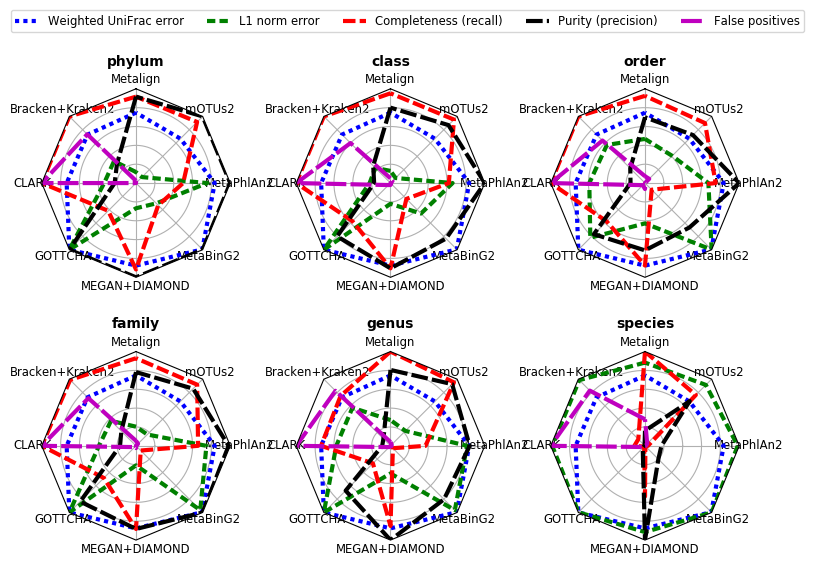 Weighted UniFrac error L1 norm error Completeness (recall) Purity (precision) False positives
phylum class order
Metalign Metalign Metalign
Bracken+Kraken2 mOTUs2 Bracken+Kraken2 mOTUs2 Bracken+Kraken2 mOTUs2
CLARK MetaPhlAn2 CLARK MetaPhlAn2 CLARK MetaPhlAn2
GOTTCHA MetaBinG2 GOTTCHA MetaBinG2 GOTTCHA MetaBinG2
MEGAN+DIAMOND MEGAN+DIAMOND MEGAN+DIAMOND
family genus species
Metalign Metalign Metalign
Bracken+Kraken2 mOTUs2 Bracken+Kraken2 mOTUs2 Bracken+Kraken2 mOTUs2
CLARK MetaPhlAn2 CLARK MetaPhlAn2 CLARK MetaPhlAn2
GOTTCHA MetaBinG2 GOTTCHA MetaBinG2 GOTTCHA MetaBinG2
MEGAN+DIAMOND MEGAN+DIAMOND MEGAN+DIAMOND